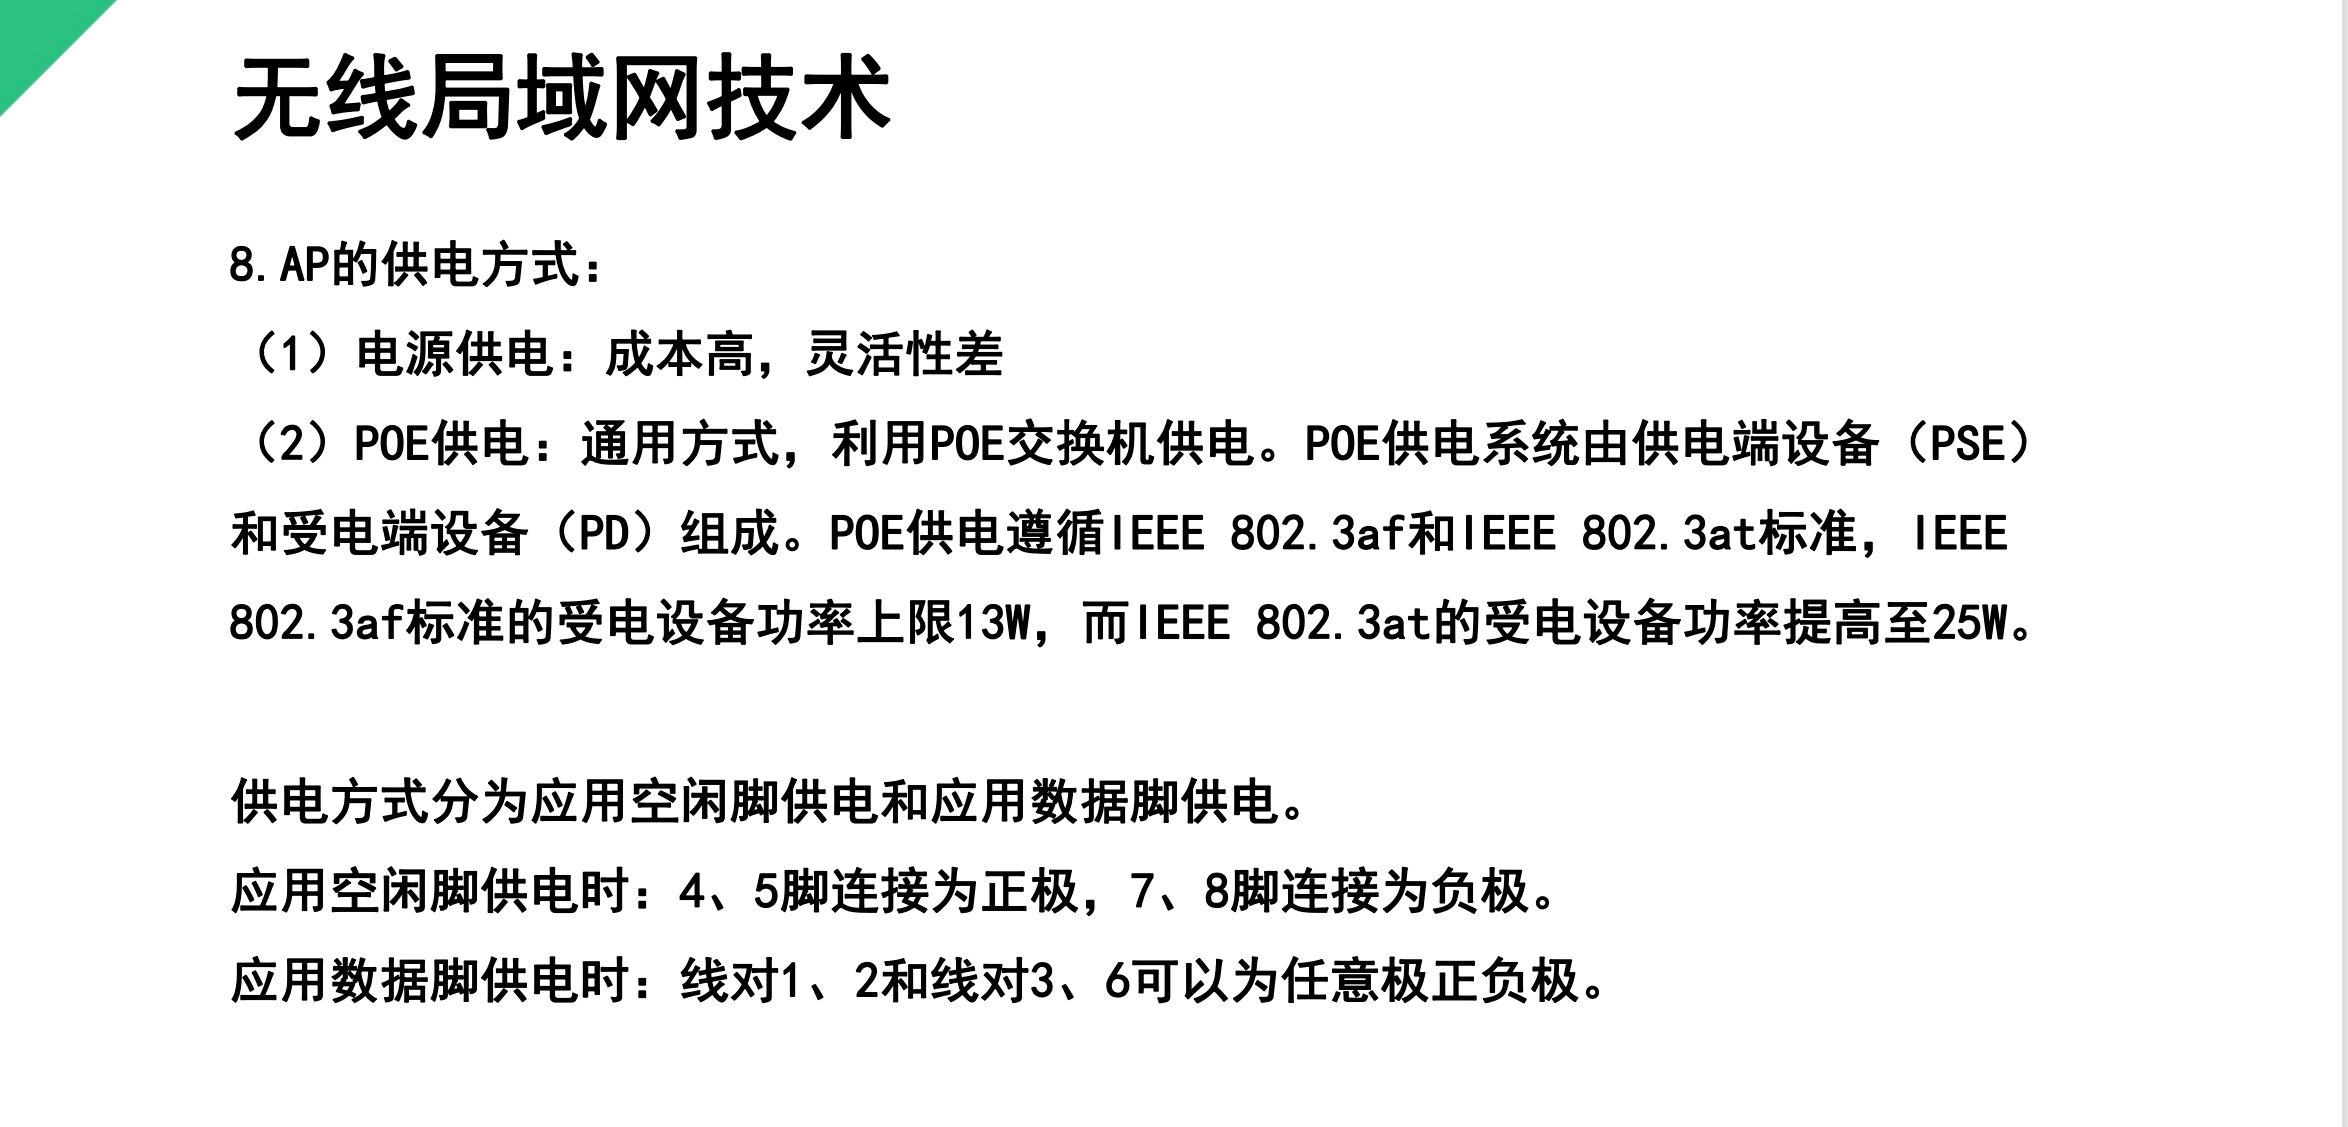 无线局域网技术
8.AP的供电方式：
（1）电源供电：成本高，灵活性差
（2）POE供电：通用方式，利用POE交换机供电。POE供电系统由供电端设备（PSE）
和受电端设备（PD）组成。POE供电遵循IEEE 802.3af和IEEE 802.3at标准，IEEE
802.3af标准的受电设备功率上限13W，而IEEE 802.3at的受电设备功率提高至25W。
供电方式分为应用空闲脚供电和应用数据脚供电。
应用空闲脚供电时：4、5脚连接为正极，7、8脚连接为负极。
应用数据脚供电时：线对1、2和线对3、6可以为任意极正负极。